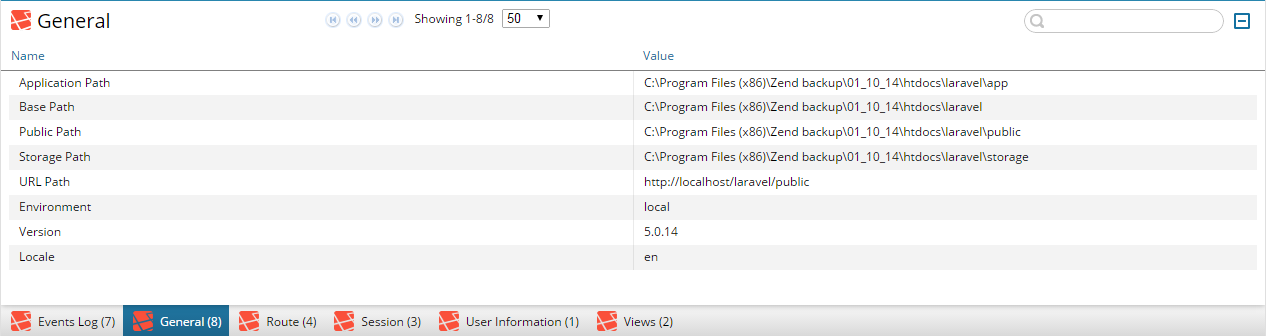 General Showing 1-8/8 50
Name Value
Application Path C:\Program Files (x86)\Zend backup\01_10_14\htdocs\laravel\app
Base Path C:\Program Files (x86)\Zend backup\01_10_14\htdocs\laravel
Public Path C:\Program Files (x86)\Zend backup\01_10_14\htdocs\laravel\public
Storage Path C:\Program Files (x86)\Zend backup\01_10_14\htdocs\laravel\storage
URL Path http://localhost/laravel/public
Environment local
Version 5.0.14
Locale en
Events Log (7) General (8) Route (4) Session (3) User Information (1) Views (2)